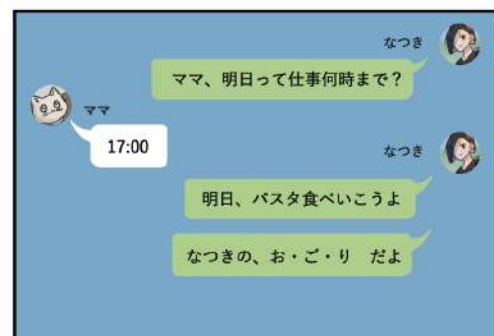 なつき
ママ、明日って仕事何時まで？
ママ
17:00
なつき
明日、パスタ食べいこうよ
なつきの、お・ご・り　だよ